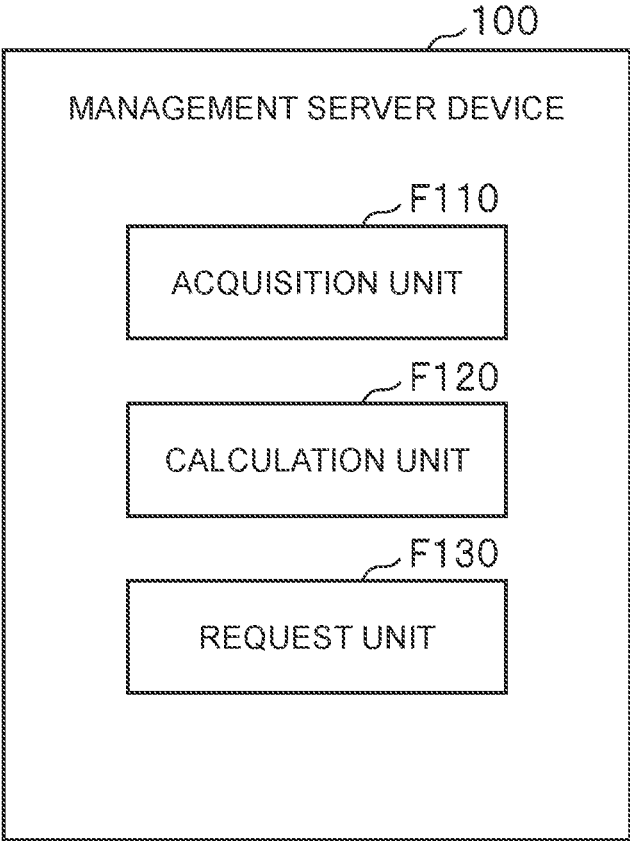 100
MANAGEMENT SERVER DEVICE
F110
ACQUISITION UNIT
F120
CALCULATION UNIT
F130
REQUEST UNIT